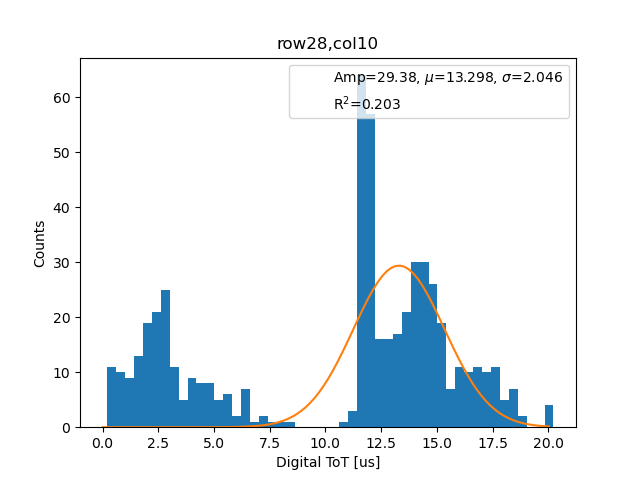 row28,col10
Amp=29.38, μ=13.298, σ=2.046
R²=0.203
Counts
60
50
40
30
20
10
0
0.0 2.5 5.0 7.5 10.0 12.5 15.0 17.5 20.0
Digital ToT [us]